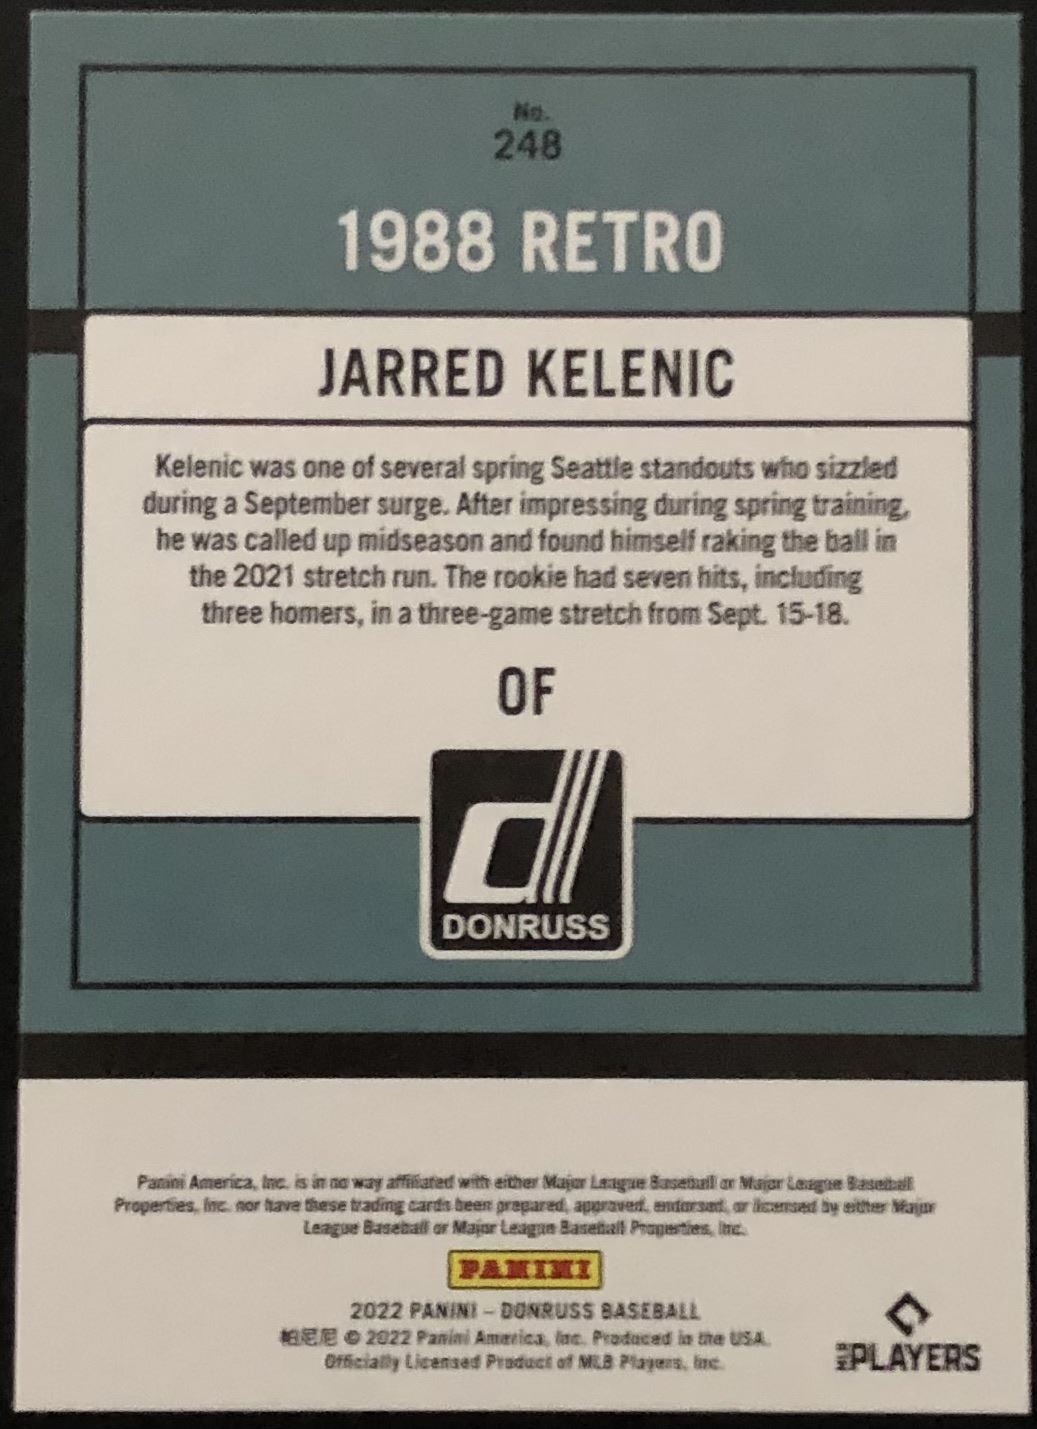 No.
248
1988 RETRO
JARRED KELENIC
Kelenic was one of several spring Seattle standouts who sizzled
during a September surge. After impressing during spring training,
he was called up midseason and found himself raking the ball in
the 2021 stretch run. The rookie had seven hits, including
three homers, in a three-game stretch from Sept. 15-18.
OF
DONRUSS
Panini America, Inc. is in no way affiliated with either Major League Baseball or Major League Baseball
Properties, Inc. nor have these trading cards been prepared, approved, endorsed, or licensed by either Major
League Baseball or Major League Baseball Properties, Inc.
PANINI
2022 PANINI – DONRUSS BASEBALL
帕尼尼 © 2022 Panini America, Inc. Produced in the USA.
Officially Licensed Product of MLB Players, Inc.
MLB PLAYERS